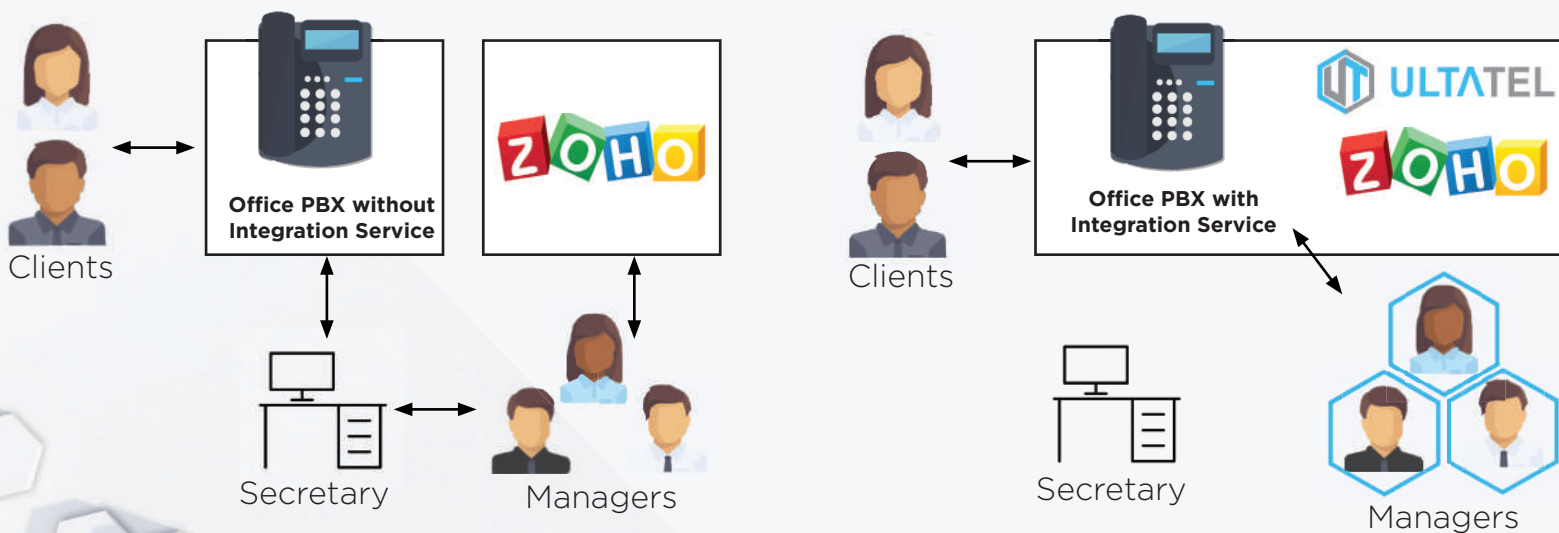 ZOHO
Office PBX without
Integration Service
Clients
Secretary
Managers
UT ULTATEL
ZOHO
Office PBX with
Integration Service
Clients
Secretary
Managers